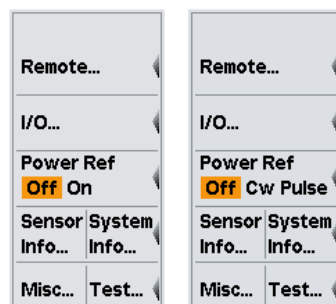 Remote...
I/O...
Power Ref
Off On
Sensor System
Info... Info...
Misc... Test...
Remote...
I/O...
Power Ref
Off Cw Pulse
Sensor System
Info... Info...
Misc... Test...